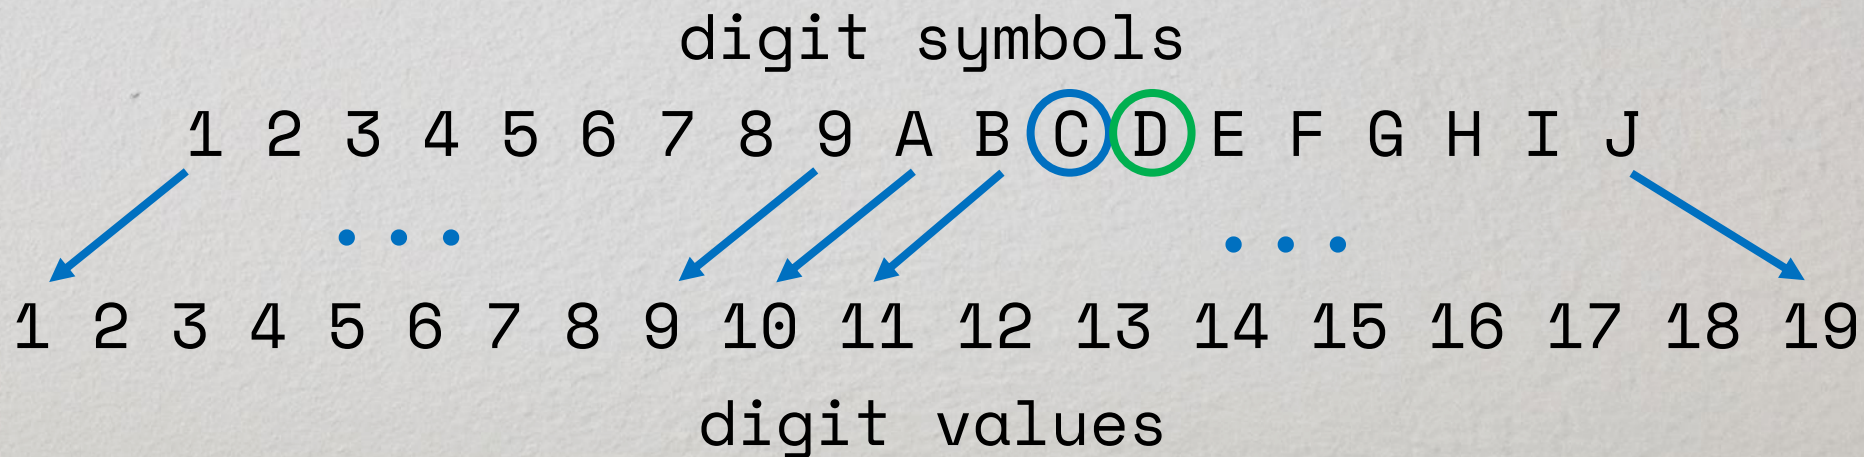 digit symbols
1 2 3 4 5 6 7 8 9 A B C D E F G H I J
1 2 3 4 5 6 7 8 9 10 11 12 13 14 15 16 17 18 19
digit values